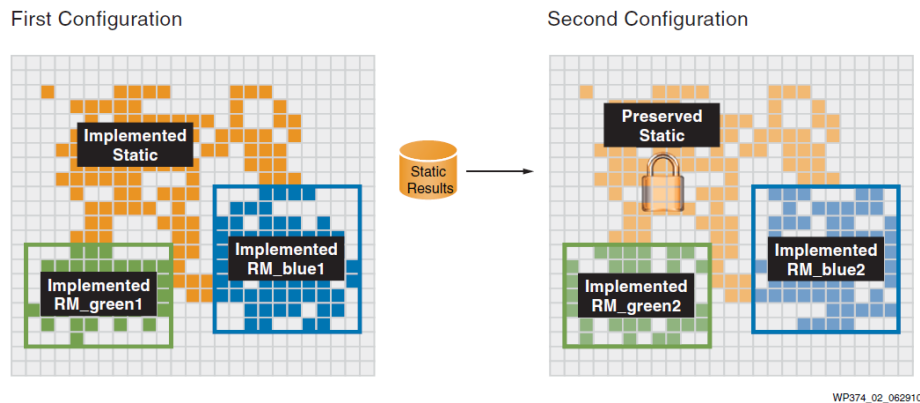 First Configuration
Second Configuration
Implemented
Static
Static
Results
Preserved
Static
Implemented
RM_blue1
Implemented
RM_green1
Implemented
RM_blue2
Implemented
RM_green2
WP374_02_062910